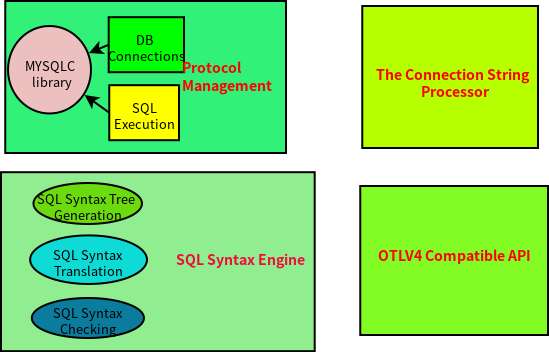 DB
Connections
MYSQLC
library
Protocol
Management
SQL
Execution
The Connection String
Processor
SQL Syntax Tree
Generation
SQL Syntax
Translation
SQL Syntax Engine
SQL Syntax
Checking
OTLV4 Compatible API